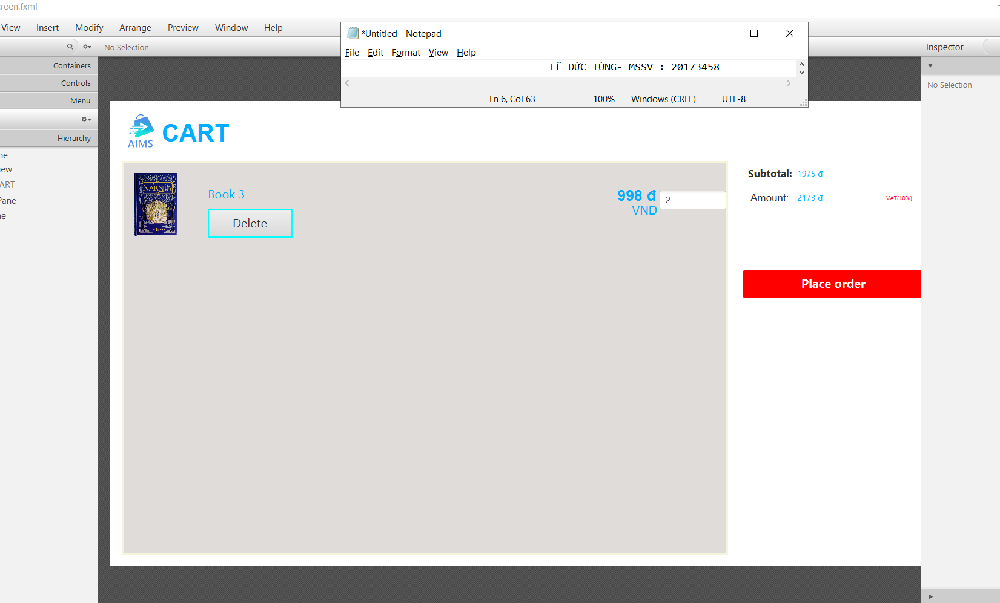 reen.fxml
View Insert Modify Arrange Preview Window Help
*Untitled - Notepad
File Edit Format View Help
LÊ ĐỨC TÙNG- MSSV : 20173458
Ln 6, Col 63 100% Windows (CRLF) UTF-8
No Selection
Inspector
No Selection
Containers
Controls
Menu
Hierarchy
ne
iew
ART
Pane
ne
AIMS
CART
NARNIA
Book 3
Delete
998 đ
VND
2
Subtotal: 1975 đ
Amount: 2173 đ VAT(10%)
Place order